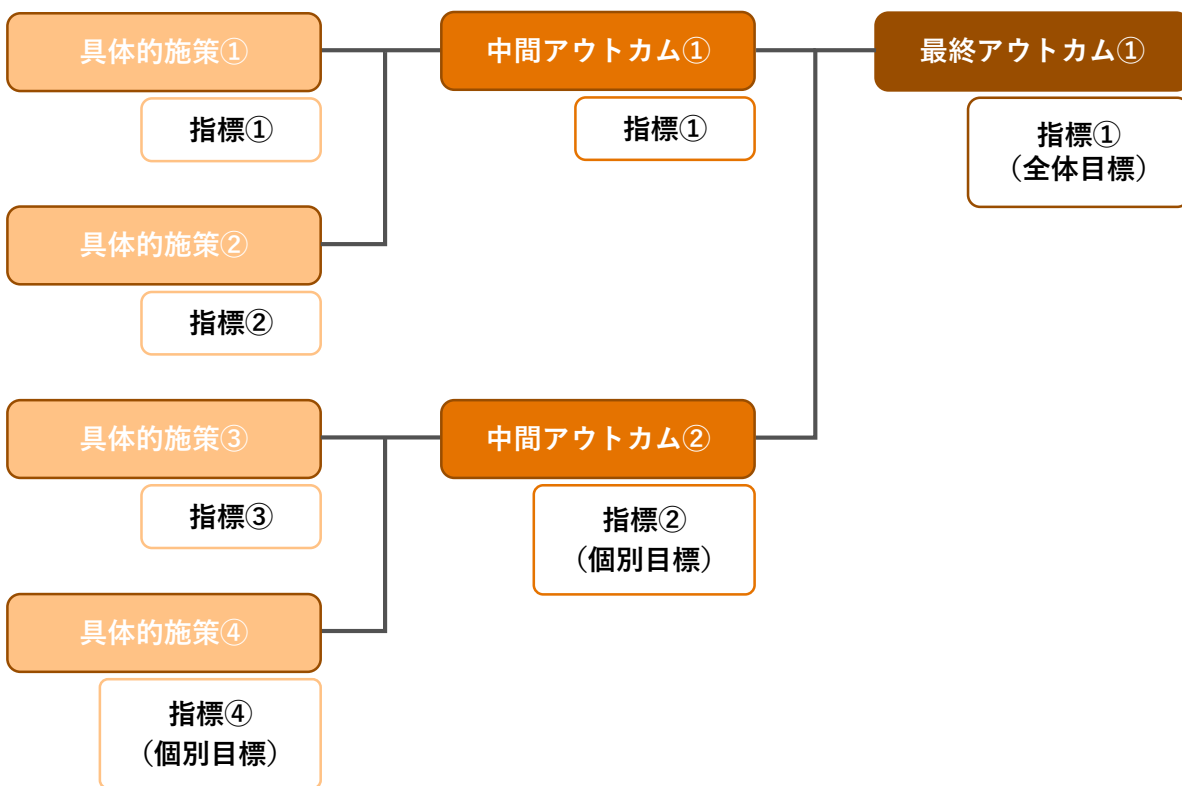 具体的施策①
中間アウトカム①
最終アウトカム①
指標①
指標①
指標①
（全体目標）
具体的施策②
指標②
具体的施策③
中間アウトカム②
指標③
指標②
（個別目標）
具体的施策④
指標④
（個別目標）